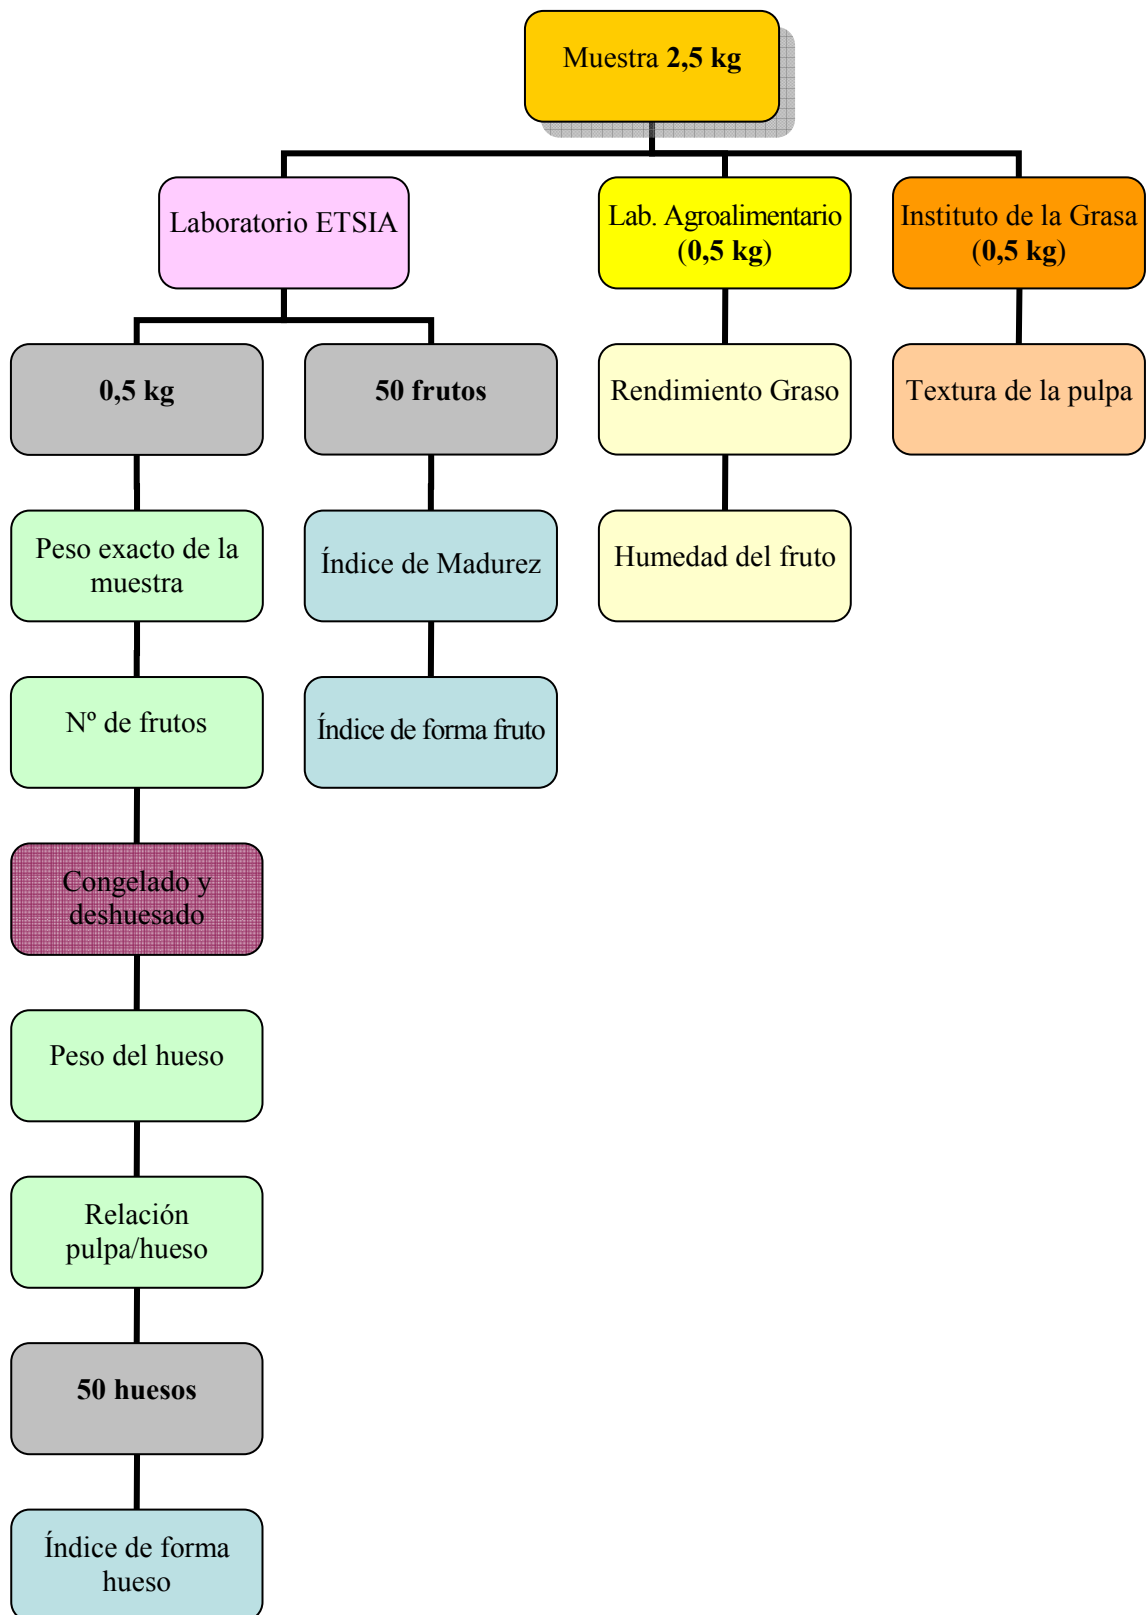 Muestra 2,5 kg
Laboratorio ETSIA
Lab. Agroalimentario
(0,5 kg)
Instituto de la Grasa
(0,5 kg)
0,5 kg
50 frutos
Rendimiento Graso
Textura de la pulpa
Peso exacto de la
muestra
Índice de Madurez
Humedad del fruto
Nº de frutos
Índice de forma fruto
Congelado y
deshuesado
Peso del hueso
Relación
pulpa/hueso
50 huesos
Índice de forma
hueso